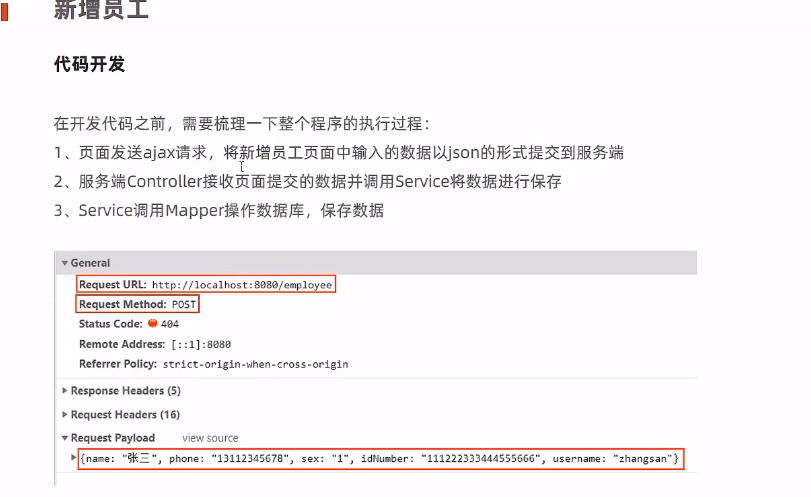 新增员工
代码开发
在开发代码之前，需要梳理一下整个程序的执行过程：
1、页面发送ajax请求，将新增员工页面中输入的数据以json的形式提交到服务端
2、服务端Controller接收页面提交的数据并调用Service将数据进行保存
3、Service调用Mapper操作数据库，保存数据
General
Request URL: http://localhost:8080/employee
Request Method: POST
Status Code: 404
Remote Address: [::1]:8080
Referrer Policy: strict-origin-when-cross-origin
Response Headers (5)
Request Headers (16)
Request Payload view source
{name: "张三", phone: "13112345678", sex: "1", idNumber: "111222333444555666", username: "zhangsan"}